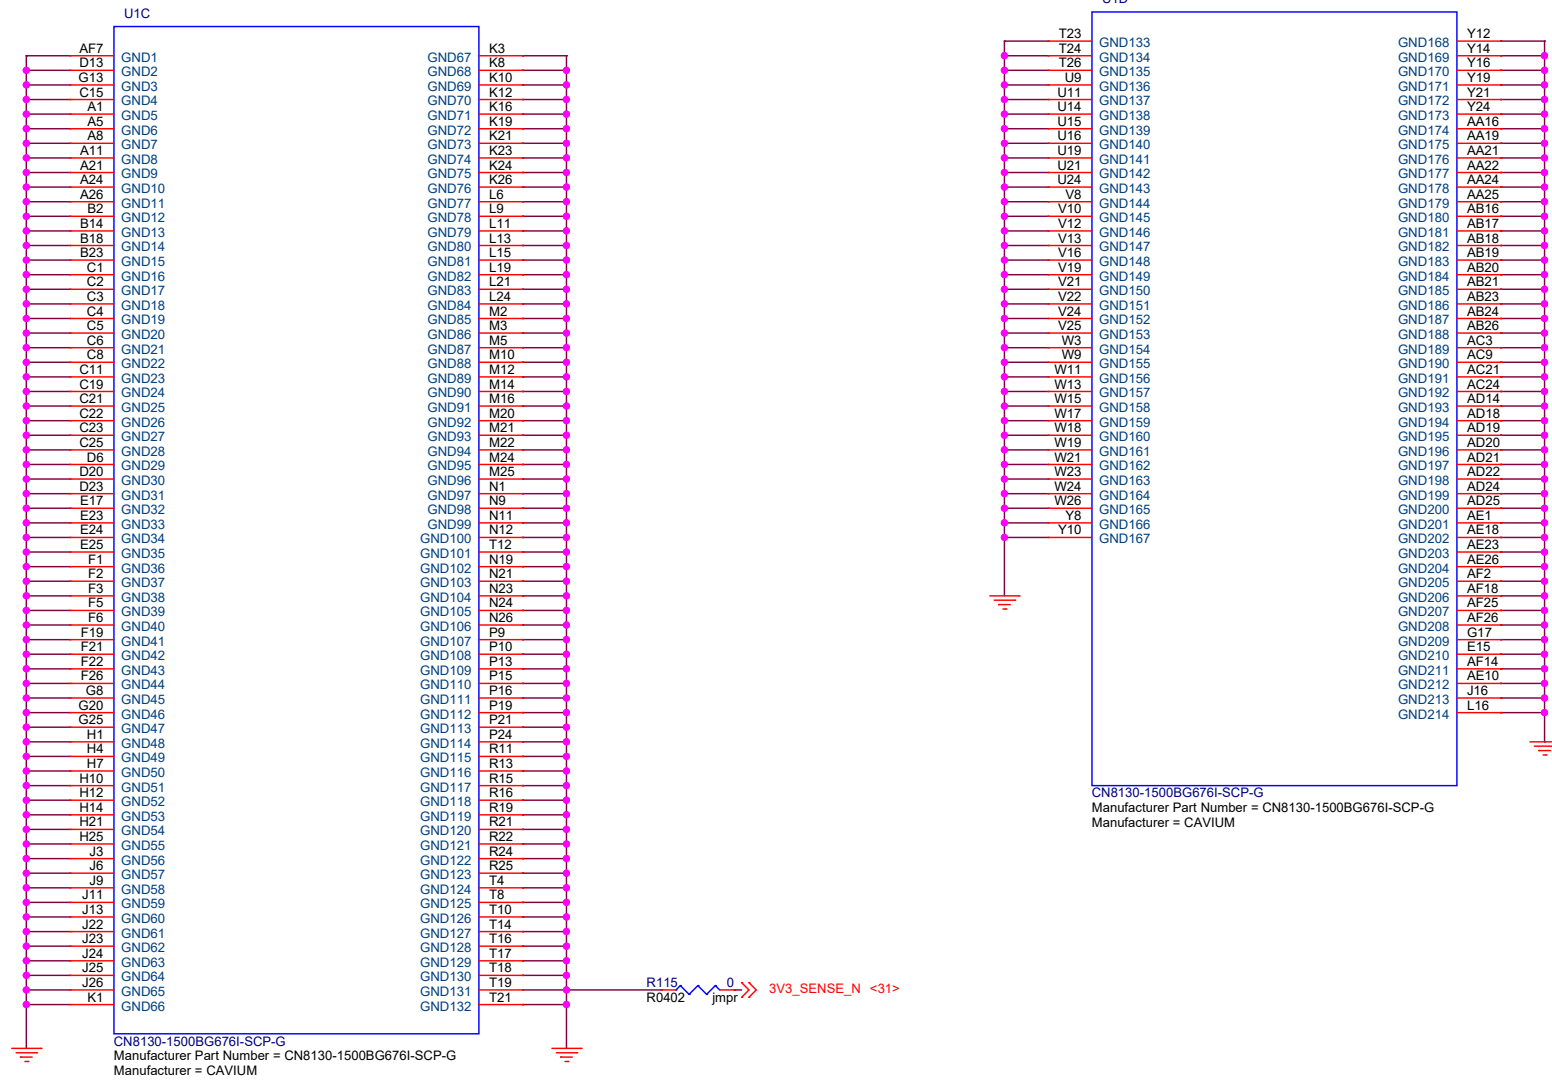 U1C
AF7 GND1 GND67 K3
D13 GND2 GND68 K8
G13 GND3 GND69 K10
C15 GND4 GND70 K12
A1 GND5 GND71 K16
A5 GND6 GND72 K19
A8 GND7 GND73 K21
A11 GND8 GND74 K23
A21 GND9 GND75 K24
A24 GND10 GND76 K26
A26 GND11 GND77 L6
B2 GND12 GND78 L9
B14 GND13 GND79 L11
B18 GND14 GND80 L13
B23 GND15 GND81 L15
C1 GND16 GND82 L19
C2 GND17 GND83 L21
C3 GND18 GND84 L24
C4 GND19 GND85 M2
C5 GND20 GND86 M3
C6 GND21 GND87 M5
C8 GND22 GND88 M10
C11 GND23 GND89 M12
C19 GND24 GND90 M14
C21 GND25 GND91 M16
C22 GND26 GND92 M20
C23 GND27 GND93 M21
C25 GND28 GND94 M22
D6 GND29 GND95 M24
D20 GND30 GND96 M25
D23 GND31 GND97 N1
E17 GND32 GND98 N9
E23 GND33 GND99 N11
E24 GND34 GND100 N12
E25 GND35 GND101 T12
F1 GND36 GND102 N19
F2 GND37 GND103 N21
F3 GND38 GND104 N23
F5 GND39 GND105 N24
F6 GND40 GND106 N26
F19 GND41 GND107 P9
F21 GND42 GND108 P10
F22 GND43 GND109 P13
F26 GND44 GND110 P15
G8 GND45 GND111 P16
G20 GND46 GND112 P19
G25 GND47 GND113 P21
H1 GND48 GND114 P24
H4 GND49 GND115 R11
H7 GND50 GND116 R13
H10 GND51 GND117 R15
H12 GND52 GND118 R16
H14 GND53 GND119 R19
H21 GND54 GND120 R21
H25 GND55 GND121 R22
J3 GND56 GND122 R24
J6 GND57 GND123 R25
J9 GND58 GND124 T4
J11 GND59 GND125 T8
J13 GND60 GND126 T10
J22 GND61 GND127 T14
J23 GND62 GND128 T16
J24 GND63 GND129 T17
J25 GND64 GND130 T18
J26 GND65 GND131 T19
K1 GND66 GND132 T21
R115 0
R0402 jmpr
3V3_SENSE_N <31>
CN8130-1500BG676I-SCP-G
Manufacturer Part Number = CN8130-1500BG676I-SCP-G
Manufacturer = CAVIUM
U1D
T23 GND133 GND168 Y12
T24 GND134 GND169 Y14
T26 GND135 GND170 Y16
U9 GND136 GND171 Y19
U11 GND137 GND172 Y21
U14 GND138 GND173 Y24
U15 GND139 GND174 AA16
U16 GND140 GND175 AA19
U19 GND141 GND176 AA21
U21 GND142 GND177 AA22
U24 GND143 GND178 AA24
V8 GND144 GND179 AA25
V10 GND145 GND180 AB16
V12 GND146 GND181 AB17
V13 GND147 GND182 AB18
V16 GND148 GND183 AB19
V19 GND149 GND184 AB20
V21 GND150 GND185 AB21
V22 GND151 GND186 AB23
V24 GND152 GND187 AB24
V25 GND153 GND188 AB26
W3 GND154 GND189 AC3
W9 GND155 GND190 AC9
W11 GND156 GND191 AC21
W13 GND157 GND192 AC24
W15 GND158 GND193 AD14
W17 GND159 GND194 AD18
W18 GND160 GND195 AD19
W19 GND161 GND196 AD20
W21 GND162 GND197 AD21
W23 GND163 GND198 AD22
W24 GND164 GND199 AD24
W26 GND165 GND200 AD25
Y8 GND166 GND201 AE1
Y10 GND167 GND202 AE18
GND203 AE23
GND204 AE26
GND205 AF2
GND206 AF18
GND207 AF25
GND208 AF26
GND209 G17
GND210 E15
GND211 AF14
GND212 AE10
GND213 J16
GND214 L16
CN8130-1500BG676I-SCP-G
Manufacturer Part Number = CN8130-1500BG676I-SCP-G
Manufacturer = CAVIUM